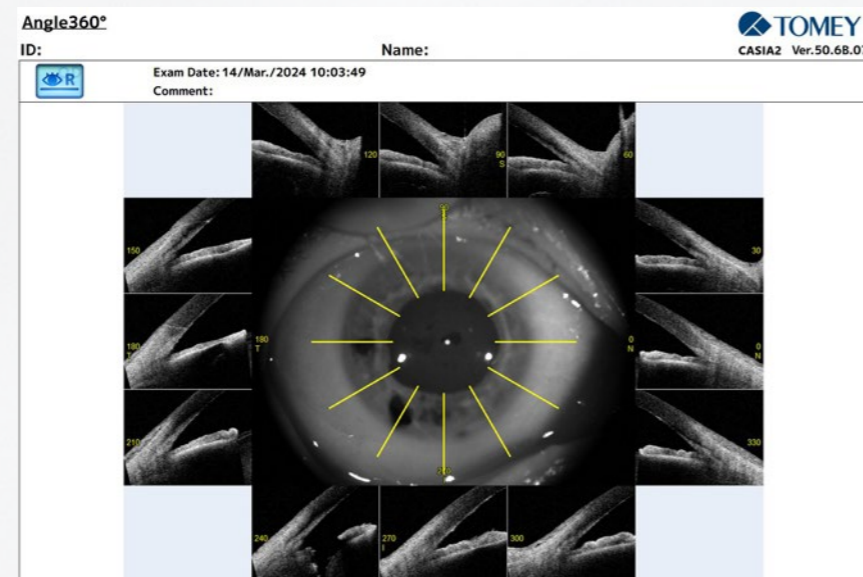 Angle360°
TOMEY
ID:
Name:
CASIA2 Ver.50.6B.07
R
Exam Date: 14/Mar./2024 10:03:49
Comment:
120
90
S
60
150
30
180
T
180
T
0
N
0
N
210
330
240
270
I
300